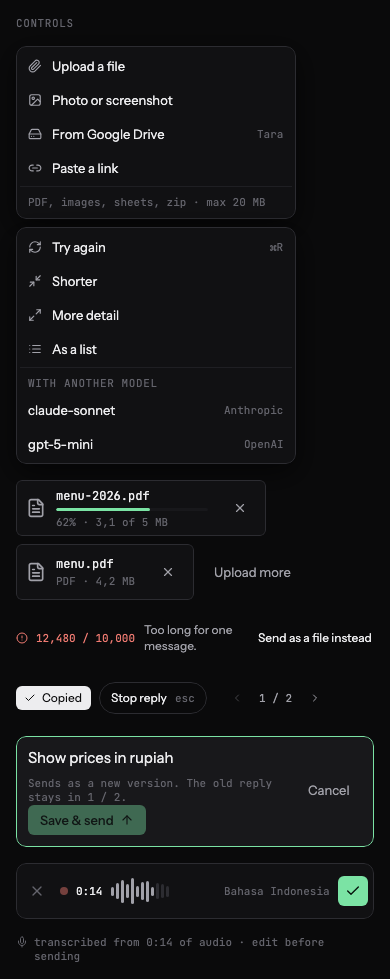 CONTROLS
Upload a file
Photo or screenshot
From Google Drive Tara
Paste a link
PDF, images, sheets, zip · max 20 MB
Try again ⌘R
Shorter
More detail
As a list
WITH ANOTHER MODEL
claude-sonnet Anthropic
gpt-5-mini OpenAI
menu-2026.pdf
62% · 3,1 of 5 MB
menu.pdf
PDF · 4,2 MB
Upload more
12,480 / 10,000
Too long for one
message.
Send as a file instead
Copied
Stop reply esc
1 / 2
Show prices in rupiah
Sends as a new version. The old reply
stays in 1 / 2.
Cancel
Save & send
0:14
Bahasa Indonesia
transcribed from 0:14 of audio · edit before
sending